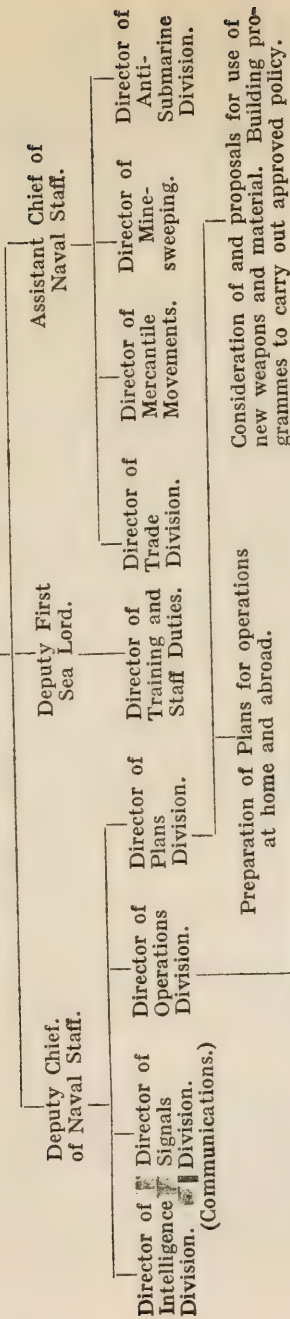 Deputy Chief.
of Naval Staff.
Deputy First
Sea Lord.
Assistant Chief of
Naval Staff.
Director of
Intelligence
Division.
Director of
Signals
Division.
(Communications.)
Director of
Operations
Division.
Director of
Plans
Division.
Director of
Training and
Staff Duties.
Director of
Trade
Division.
Director of
Mercantile
Movements.
Director of
Mine-
sweeping.
Director of
Anti-
Submarine
Division.
Preparation of Plans for operations
at home and abroad.
Consideration of and proposals for use of
new weapons and material. Building pro-
grammes to carry out approved policy.